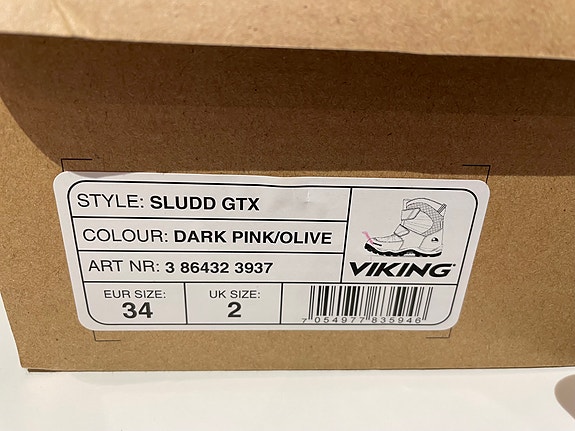 STYLE: SLUDD GTX
COLOUR: DARK PINK/OLIVE
ART NR: 3 86432 3937
VIKING
EUR SIZE:
34
UK SIZE:
2
7 054977 835946